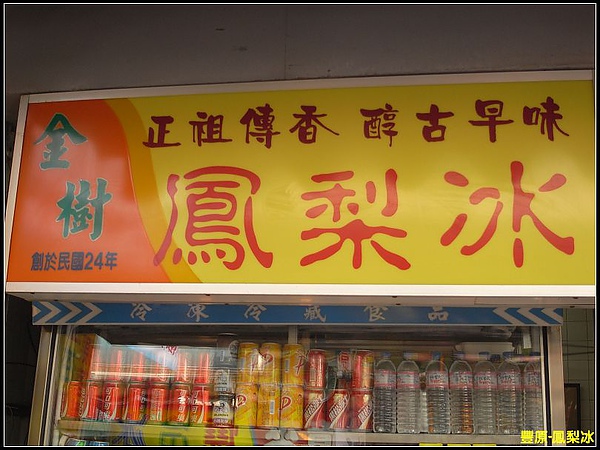 金樹
創於民國24年
正祖傳香 醇古早味
鳳梨冰
冷凍冷藏食品
豐原-鳳梨冰